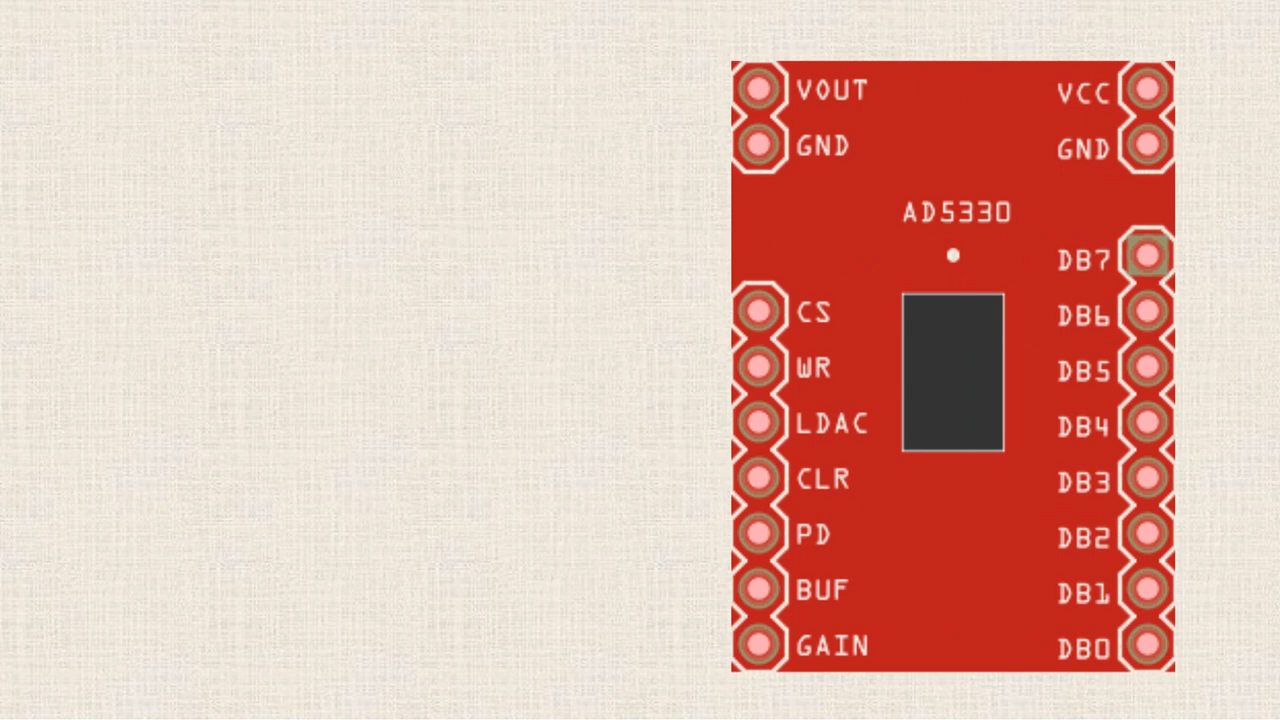 VOUT
VCC
GND
GND
AD5330
DB7
CS
DB6
WR
DB5
LDAC
DB4
CLR
DB3
PD
DB2
BUF
DB1
GAIN
DB0